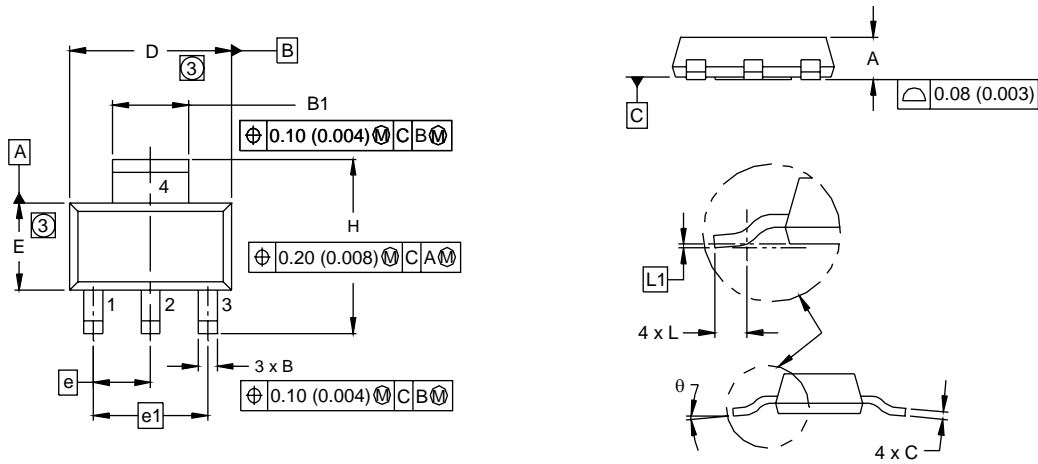 D
B
3
B1
⌖ 0.10 (0.004) Ⓜ C B Ⓜ
A
4
3
E
H
⌖ 0.20 (0.008) Ⓜ C A Ⓜ
1
2
3
3 x B
e
⌖ 0.10 (0.004) Ⓜ C B Ⓜ
e1
A
C
⌓ 0.08 (0.003)
L1
4 x L
θ
4 x C